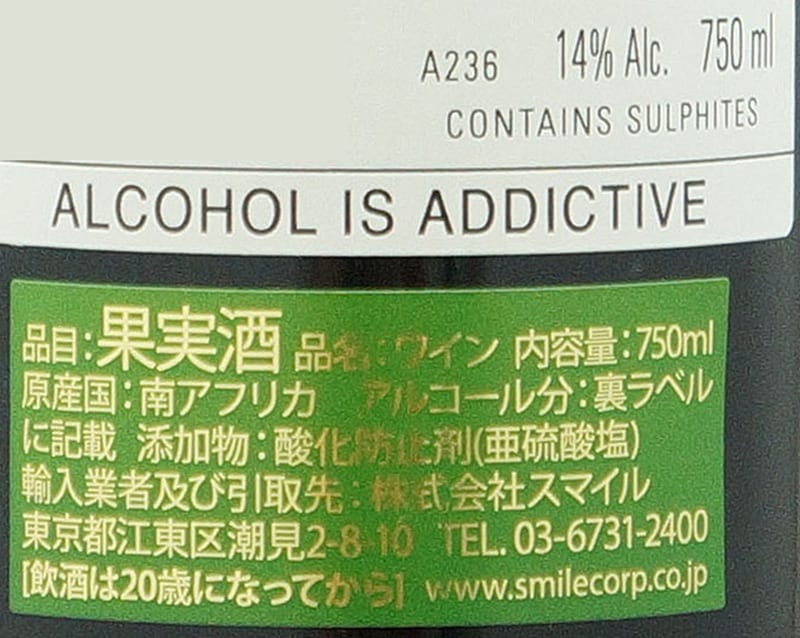 A236 14% Alc. 750 ml
CONTAINS SULPHITES
ALCOHOL IS ADDICTIVE
品目:果実酒 品名:ワイン 内容量:750ml
原産国:南アフリカ アルコール分:裏ラベル
に記載 添加物:酸化防止剤(亜硫酸塩)
輸入業者及び引取先:株式会社スマイル
東京都江東区潮見2-8-10 TEL. 03-6731-2400
[飲酒は20歳になってから] www.smilecorp.co.jp